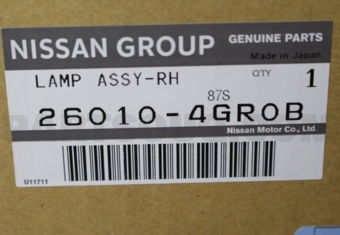 NISSAN GROUP GENUINE PARTS
Made in Japan
LAMP ASSY-RH QTY 1
87S
26010-4GR0B
Nissan Motor Co., Ltd.
U11711